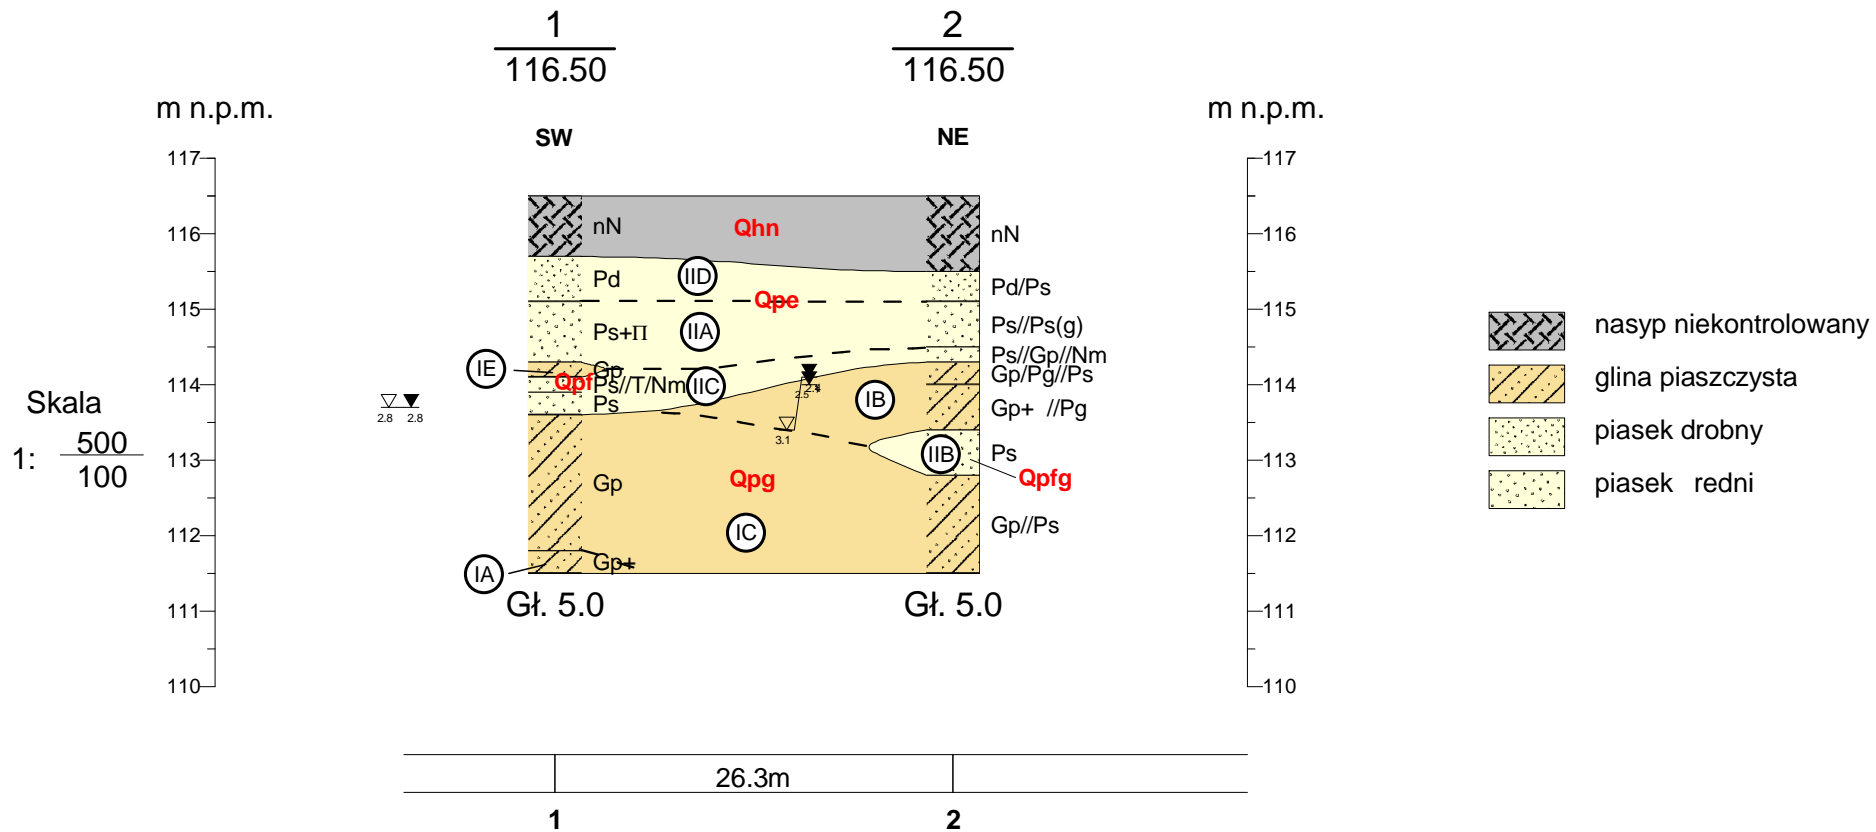 1
116.50
2
116.50
m n.p.m.
m n.p.m.
SW
NE
117
117
116
116
115
115
114
114
113
113
112
112
111
111
110
110
nN
Qhn
nN
Pd
IID
Qpe
Pd/Ps
Ps+Π
IIA
Ps//Ps(g)
Ps//Gp//Nm
IE
Gp
Qpf
Ps//T/Nm
IIC
Gp/Pg//Ps
Ps
IB
Gp+ //Pg
2.8 2.8
2.5
3.1
IIB
Ps
Qpfg
Gp
Qpg
IC
Gp//Ps
IA
Gp+
Gł. 5.0
Gł. 5.0
Skala
1: 500
100
nasyp niekontrolowany
glina piaszczysta
piasek drobny
piasek redni
26.3m
1
2